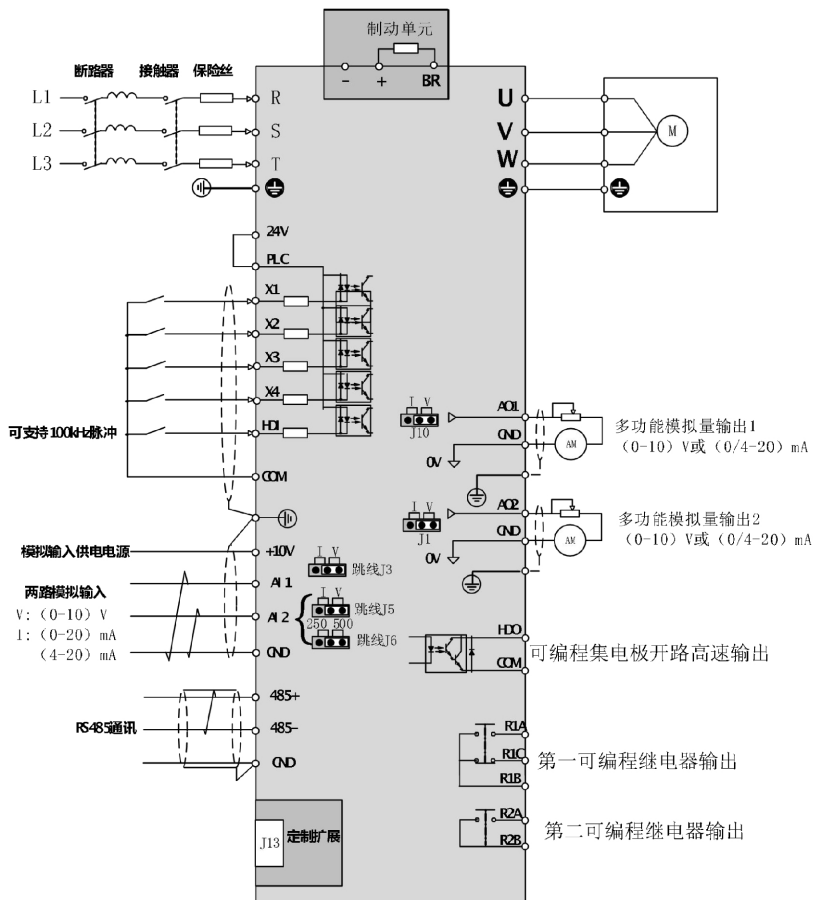 制动单元
- + BR
断路器 接触器 保险丝
L1 R U
L2 S V M
L3 T W
24V
PLC
X1
X2
X3
X4
可支持100kHz脉冲 HDI
COM
I V AO1
J10 GND
0V AM
多功能模拟量输出1
(0-10) V或 (0/4-20) mA
I V AO2
J1 GND
0V AM
多功能模拟量输出2
(0-10) V或 (0/4-20) mA
模拟输入供电电源 +10V
I V
跳线J3
AI1
两路模拟输入
V: (0-10) V
I: (0-20) mA
(4-20) mA
AI2
I V
跳线J5
250 500
跳线J6
GND
HDO
COM
可编程集电极开路高速输出
485+
RS485通讯 485-
GND
R1A
R1C
R1B
第一可编程继电器输出
R2A
R2B
第二可编程继电器输出
J13 定制扩展